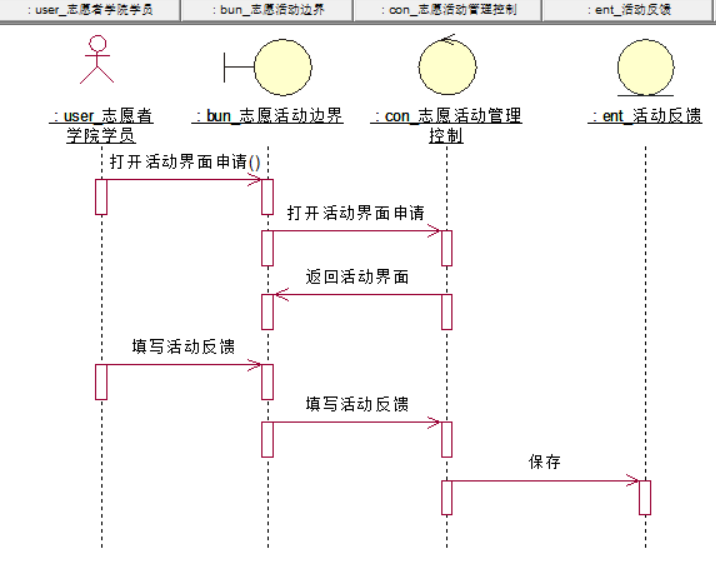 : user_志愿者学院学员
: bun_志愿活动边界
: con_志愿活动管理控制
: ent_活动反馈
: user_志愿者
学院学员
: bun_志愿活动边界
: con_志愿活动管理
控制
: ent_活动反馈
打开活动界面申请()
打开活动界面申请
返回活动界面
填写活动反馈
填写活动反馈
保存